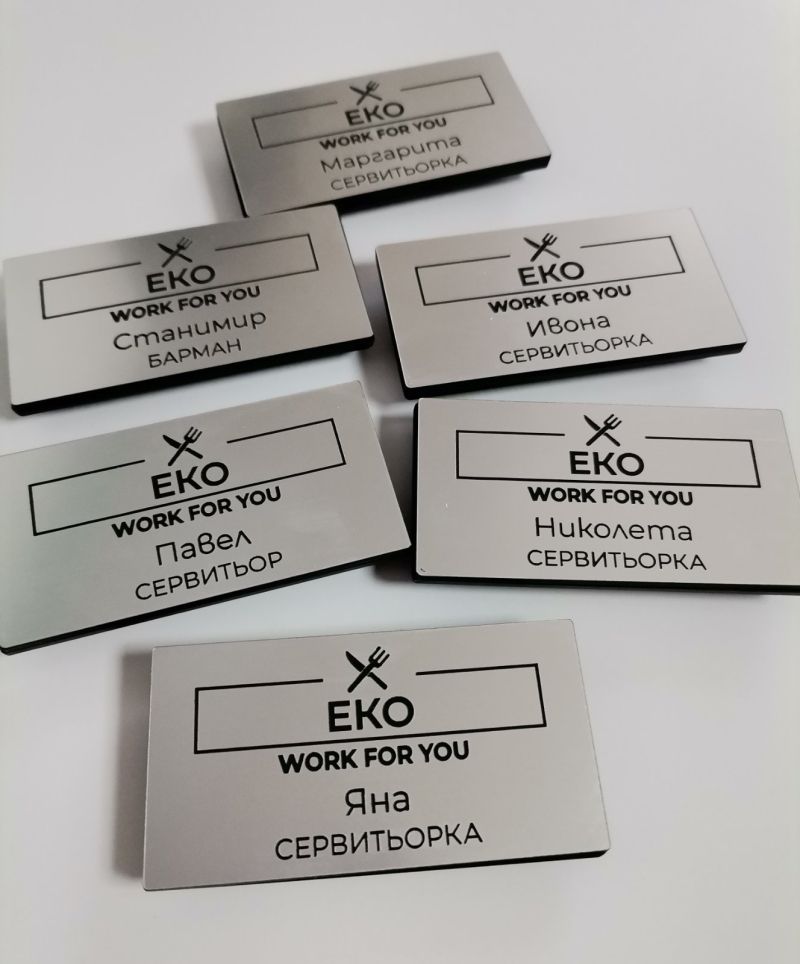 ЕКО
WORK FOR YOU
Маргарита
СЕРВИТЬОРКА
ЕКО
WORK FOR YOU
Станимир
БАРМАН
ЕКО
WORK FOR YOU
Ивона
СЕРВИТЬОРКА
ЕКО
WORK FOR YOU
Павел
СЕРВИТЬОР
ЕКО
WORK FOR YOU
Николета
СЕРВИТЬОРКА
ЕКО
WORK FOR YOU
Яна
СЕРВИТЬОРКА